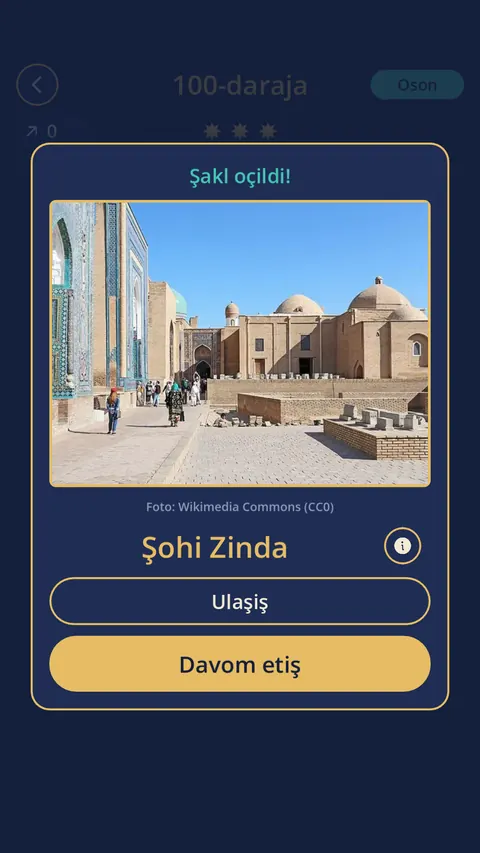 100-daraja
Oson
0
Şakl oçildi!
Foto: Wikimedia Commons (CC0)
Şohi Zinda
Ulaşiş
Davom etiş